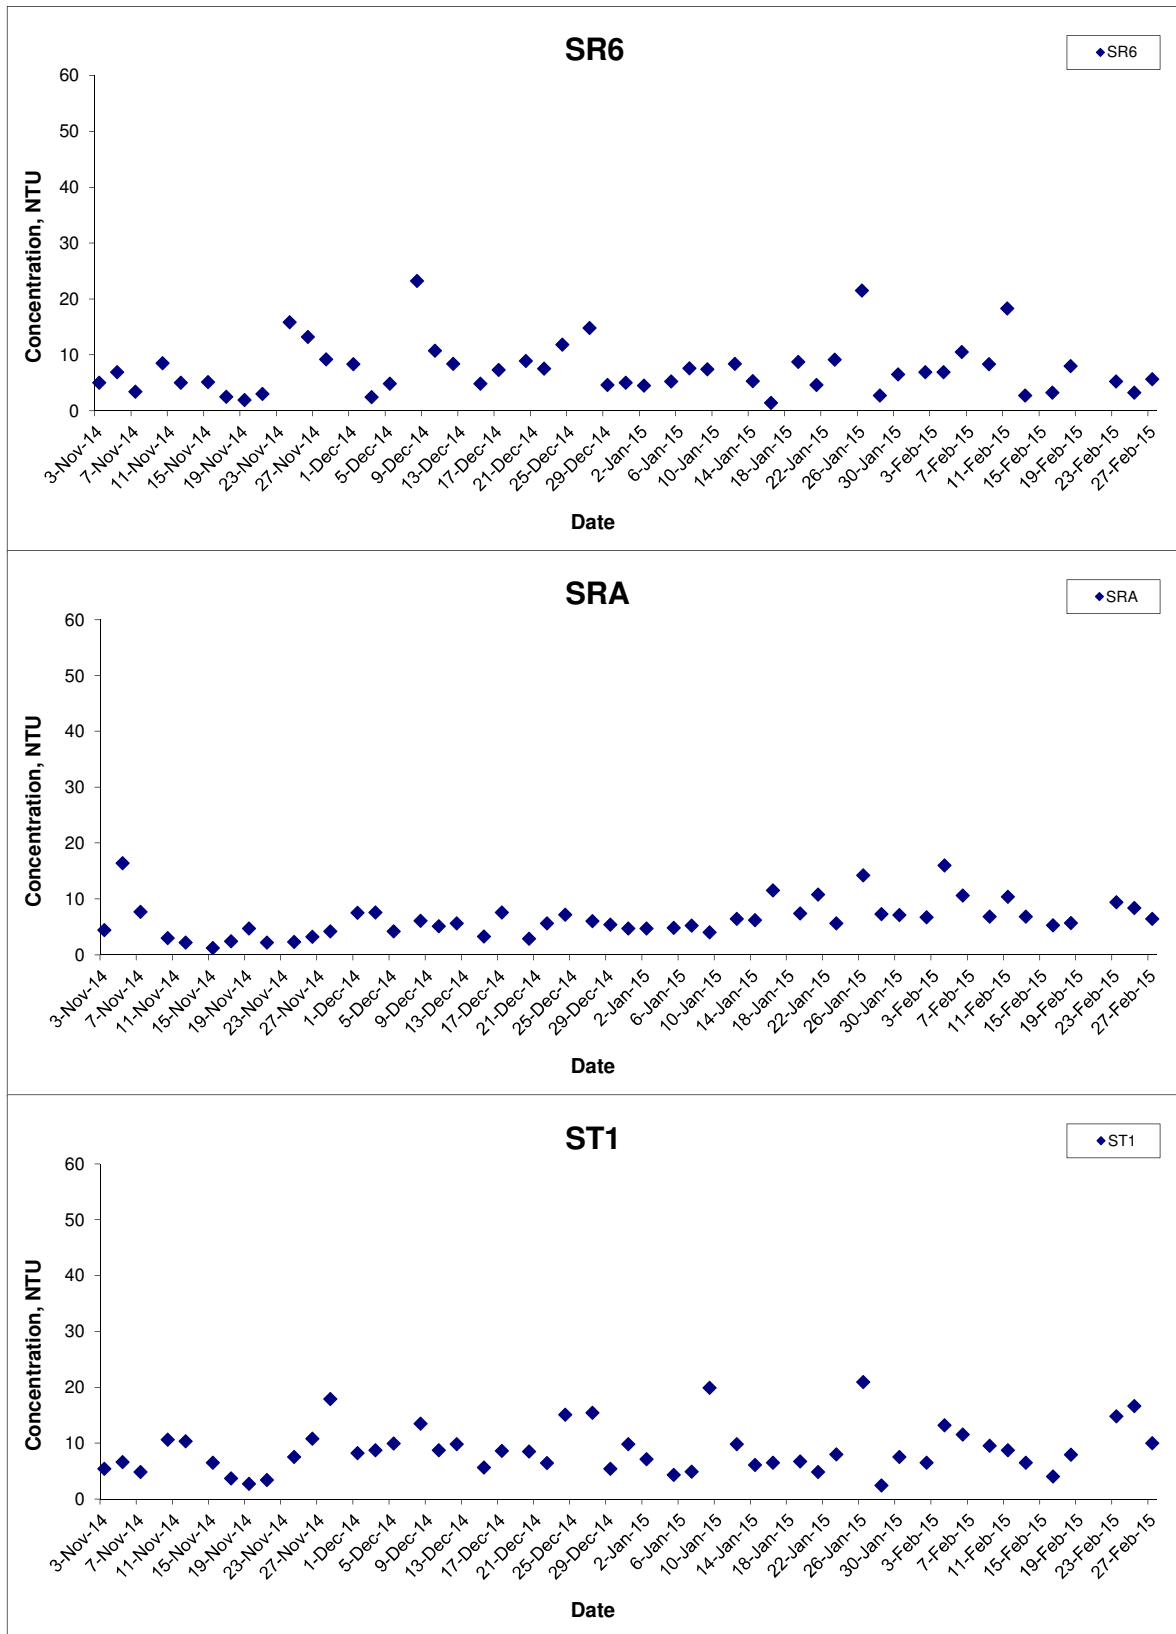 SR6
SR6
60
50
40
30
20
10
0
Concentration, NTU
3-Nov-14
7-Nov-14
11-Nov-14
15-Nov-14
19-Nov-14
23-Nov-14
27-Nov-14
1-Dec-14
5-Dec-14
9-Dec-14
13-Dec-14
17-Dec-14
21-Dec-14
25-Dec-14
29-Dec-14
2-Jan-15
6-Jan-15
10-Jan-15
14-Jan-15
18-Jan-15
22-Jan-15
26-Jan-15
30-Jan-15
3-Feb-15
7-Feb-15
11-Feb-15
15-Feb-15
19-Feb-15
23-Feb-15
27-Feb-15
Date
SRA
SRA
60
50
40
30
20
10
0
Concentration, NTU
3-Nov-14
7-Nov-14
11-Nov-14
15-Nov-14
19-Nov-14
23-Nov-14
27-Nov-14
1-Dec-14
5-Dec-14
9-Dec-14
13-Dec-14
17-Dec-14
21-Dec-14
25-Dec-14
29-Dec-14
2-Jan-15
6-Jan-15
10-Jan-15
14-Jan-15
18-Jan-15
22-Jan-15
26-Jan-15
30-Jan-15
3-Feb-15
7-Feb-15
11-Feb-15
15-Feb-15
19-Feb-15
23-Feb-15
27-Feb-15
Date
ST1
ST1
60
50
40
30
20
10
0
Concentration, NTU
3-Nov-14
7-Nov-14
11-Nov-14
15-Nov-14
19-Nov-14
23-Nov-14
27-Nov-14
1-Dec-14
5-Dec-14
9-Dec-14
13-Dec-14
17-Dec-14
21-Dec-14
25-Dec-14
29-Dec-14
2-Jan-15
6-Jan-15
10-Jan-15
14-Jan-15
18-Jan-15
22-Jan-15
26-Jan-15
30-Jan-15
3-Feb-15
7-Feb-15
11-Feb-15
15-Feb-15
19-Feb-15
23-Feb-15
27-Feb-15
Date